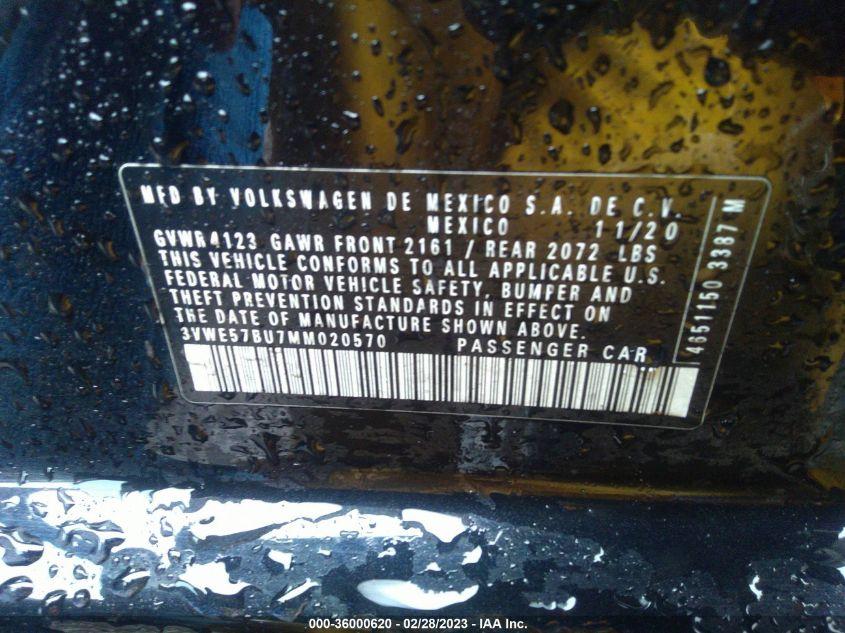 MFD BY VOLKSWAGEN DE MEXICO S.A. DE C.V.
MEXICO 11/20
GVWR4123 GAWR FRONT 2161 / REAR 2072 LBS
THIS VEHICLE CONFORMS TO ALL APPLICABLE U.S.
FEDERAL MOTOR VEHICLE SAFETY, BUMPER AND
THEFT PREVENTION STANDARDS IN EFFECT ON
THE DATE OF MANUFACTURE SHOWN ABOVE.
3VWE57BU7MM020570 PASSENGER CAR
4651150 3387 M
000-36000620 - 02/28/2023 - IAA Inc.